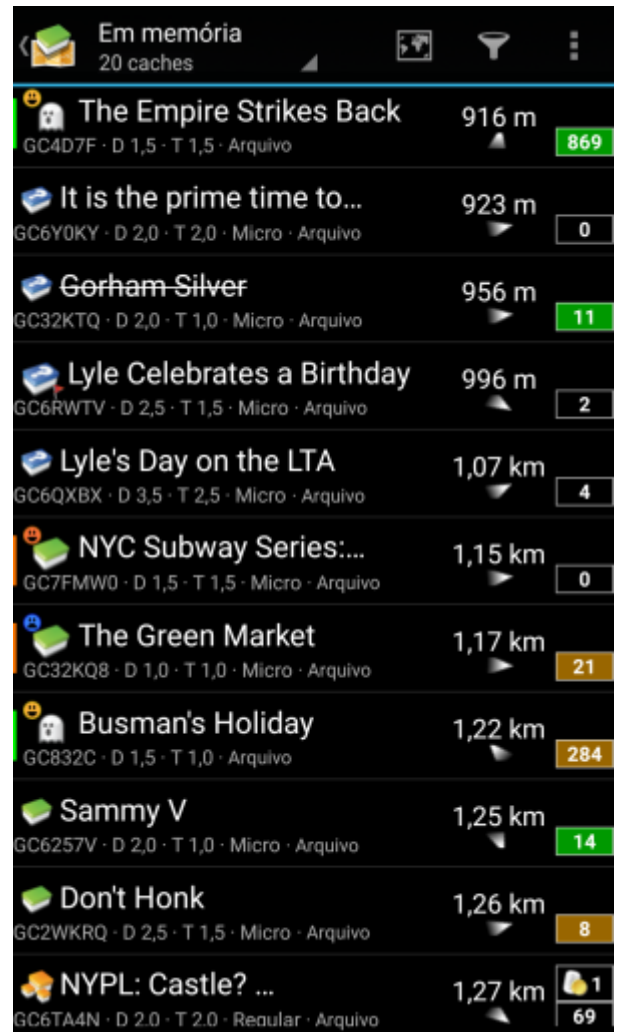 Em memória
20 caches
The Empire Strikes Back 916 m
GC4D7F · D 1,5 · T 1,5 · Arquivo 869
It is the prime time to… 923 m
GC6Y0KY · D 2,0 · T 2,0 · Micro · Arquivo 0
Gorham Silver 956 m
GC32KTQ · D 2,0 · T 1,0 · Micro · Arquivo 11
Lyle Celebrates a Birthday 996 m
GC6RWTV · D 2,5 · T 1,5 · Micro · Arquivo 2
Lyle's Day on the LTA 1,07 km
GC6QXBX · D 3,5 · T 2,5 · Micro · Arquivo 4
NYC Subway Series:… 1,15 km
GC7FMW0 · D 1,5 · T 1,5 · Micro · Arquivo 0
The Green Market 1,17 km
GC32KQ8 · D 1,0 · T 1,0 · Micro · Arquivo 21
Busman's Holiday 1,22 km
GC832C · D 1,5 · T 1,0 · Arquivo 284
Sammy V 1,25 km
GC6257V · D 2,0 · T 1,0 · Micro · Arquivo 14
Don't Honk 1,26 km
GC2WKRQ · D 2,5 · T 1,5 · Micro · Arquivo 8
NYPL: Castle? … 1,27 km 1
GC6TA4N · D 2,0 · T 2,0 · Regular · Arquivo 69